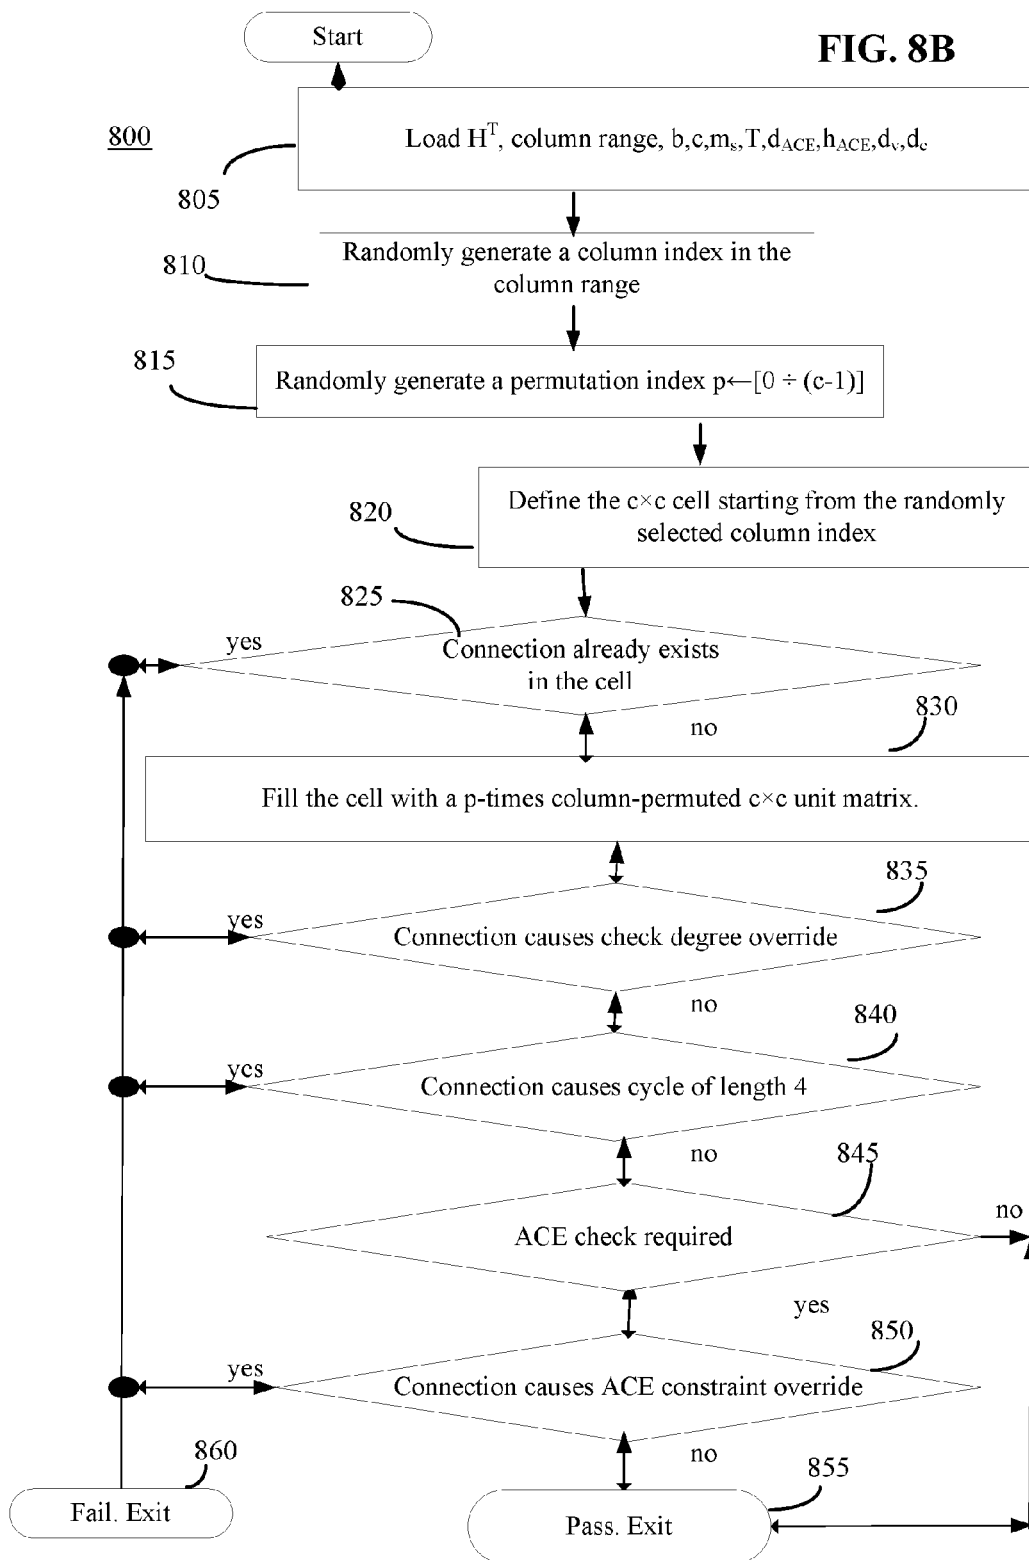 Start
FIG. 8B
800
Load H^T, column range, b,c,m_s,T,d_ACE,h_ACE,d_v,d_c
805
Randomly generate a column index in the
column range
810
815
Randomly generate a permutation index p←[0 ÷ (c-1)]
Define the c×c cell starting from the randomly
selected column index
820
825
yes
Connection already exists
in the cell
no
830
Fill the cell with a p-times column-permuted c×c unit matrix.
835
yes
Connection causes check degree override
no
840
yes
Connection causes cycle of length 4
no
845
ACE check required
no
yes
850
yes
Connection causes ACE constraint override
no
860
855
Fail. Exit
Pass. Exit